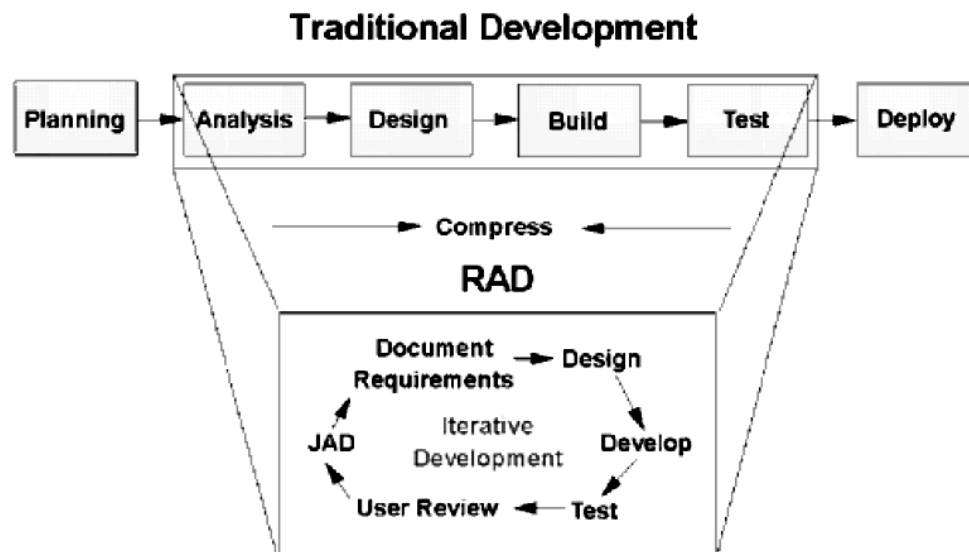 Traditional Development
Planning
Analysis
Design
Build
Test
Deploy
Compress
RAD
Document
Requirements
Design
JAD
Iterative
Development
Develop
User Review
Test